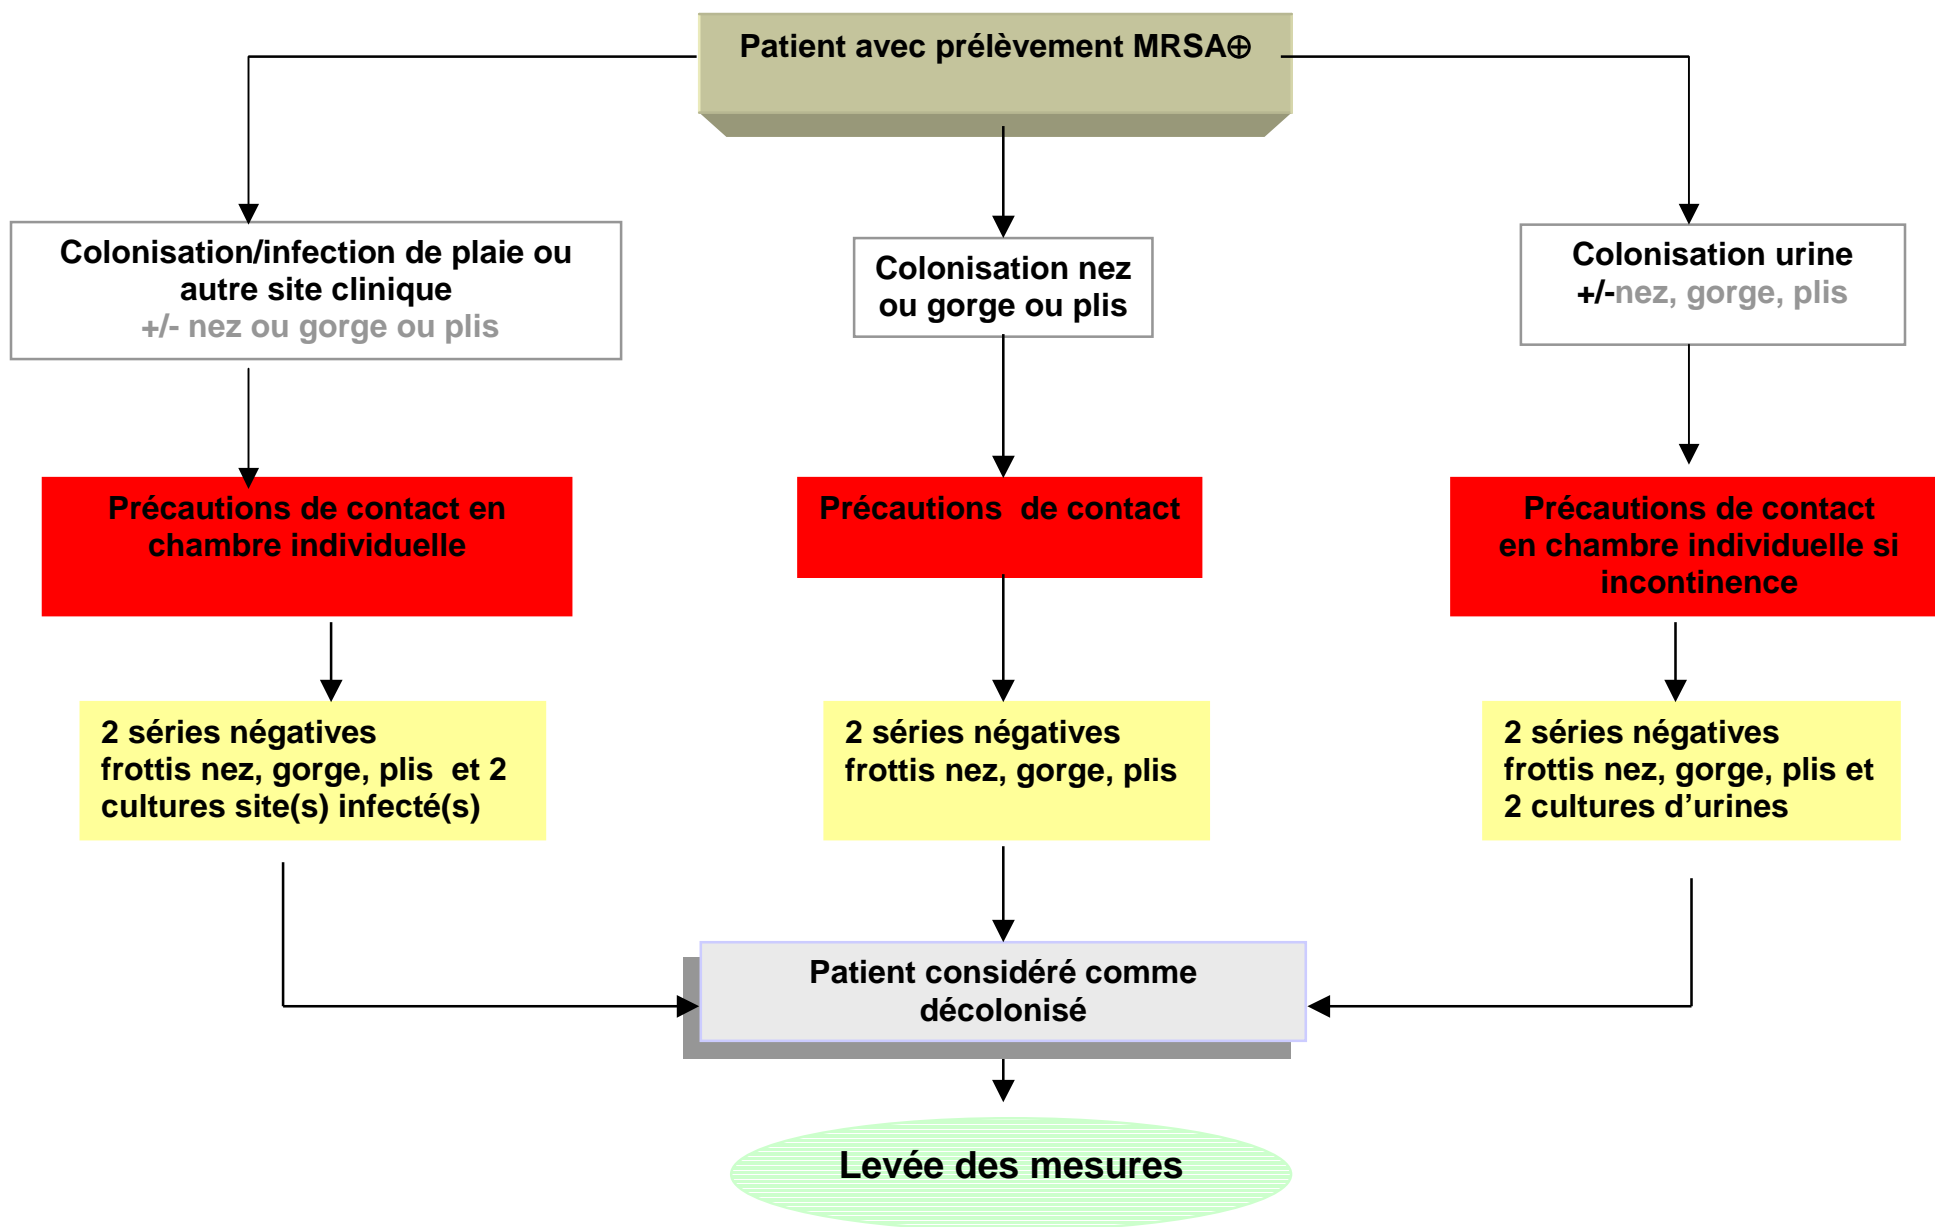 Patient avec prélèvement MRSA⊕
Colonisation/infection de plaie ou
autre site clinique
+/- nez ou gorge ou plis
Colonisation nez
ou gorge ou plis
Colonisation urine
+/-nez, gorge, plis
Précautions de contact en
chambre individuelle
Précautions  de contact
Précautions de contact
en chambre individuelle si
incontinence
2 séries négatives
frottis nez, gorge, plis  et 2
cultures site(s) infecté(s)
2 séries négatives
frottis nez, gorge, plis
2 séries négatives
frottis nez, gorge, plis et
2 cultures d’urines
Patient considéré comme
décolonisé
Levée des mesures